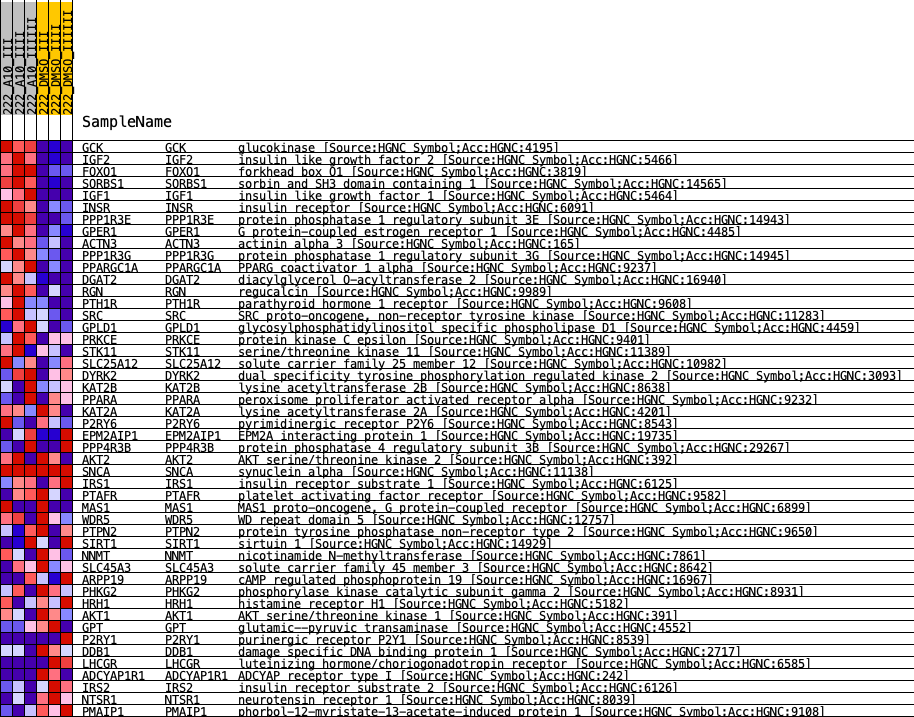 222_A10_III
222_A10_IIII
222_A10_IIIIII
222_DMSO_III
222_DMSO_IIII
222_DMSO_IIIIII
SampleName
GCK GCK glucokinase [Source:HGNC Symbol;Acc:HGNC:4195]
IGF2 IGF2 insulin like growth factor 2 [Source:HGNC Symbol;Acc:HGNC:5466]
FOXO1 FOXO1 forkhead box O1 [Source:HGNC Symbol;Acc:HGNC:3819]
SORBS1 SORBS1 sorbin and SH3 domain containing 1 [Source:HGNC Symbol;Acc:HGNC:14565]
IGF1 IGF1 insulin like growth factor 1 [Source:HGNC Symbol;Acc:HGNC:5464]
INSR INSR insulin receptor [Source:HGNC Symbol;Acc:HGNC:6091]
PPP1R3E PPP1R3E protein phosphatase 1 regulatory subunit 3E [Source:HGNC Symbol;Acc:HGNC:14943]
GPER1 GPER1 G protein-coupled estrogen receptor 1 [Source:HGNC Symbol;Acc:HGNC:4485]
ACTN3 ACTN3 actinin alpha 3 [Source:HGNC Symbol;Acc:HGNC:165]
PPP1R3G PPP1R3G protein phosphatase 1 regulatory subunit 3G [Source:HGNC Symbol;Acc:HGNC:14945]
PPARGC1A PPARGC1A PPARG coactivator 1 alpha [Source:HGNC Symbol;Acc:HGNC:9237]
DGAT2 DGAT2 diacylglycerol O-acyltransferase 2 [Source:HGNC Symbol;Acc:HGNC:16940]
RGN RGN regucalcin [Source:HGNC Symbol;Acc:HGNC:9989]
PTH1R PTH1R parathyroid hormone 1 receptor [Source:HGNC Symbol;Acc:HGNC:9608]
SRC SRC SRC proto-oncogene, non-receptor tyrosine kinase [Source:HGNC Symbol;Acc:HGNC:11283]
GPLD1 GPLD1 glycosylphosphatidylinositol specific phospholipase D1 [Source:HGNC Symbol;Acc:HGNC:4459]
PRKCE PRKCE protein kinase C epsilon [Source:HGNC Symbol;Acc:HGNC:9401]
STK11 STK11 serine/threonine kinase 11 [Source:HGNC Symbol;Acc:HGNC:11389]
SLC25A12 SLC25A12 solute carrier family 25 member 12 [Source:HGNC Symbol;Acc:HGNC:10982]
DYRK2 DYRK2 dual specificity tyrosine phosphorylation regulated kinase 2 [Source:HGNC Symbol;Acc:HGNC:3093]
KAT2B KAT2B lysine acetyltransferase 2B [Source:HGNC Symbol;Acc:HGNC:8638]
PPARA PPARA peroxisome proliferator activated receptor alpha [Source:HGNC Symbol;Acc:HGNC:9232]
KAT2A KAT2A lysine acetyltransferase 2A [Source:HGNC Symbol;Acc:HGNC:4201]
P2RY6 P2RY6 pyrimidinergic receptor P2Y6 [Source:HGNC Symbol;Acc:HGNC:8543]
EPM2AIP1 EPM2AIP1 EPM2A interacting protein 1 [Source:HGNC Symbol;Acc:HGNC:19735]
PPP4R3B PPP4R3B protein phosphatase 4 regulatory subunit 3B [Source:HGNC Symbol;Acc:HGNC:29267]
AKT2 AKT2 AKT serine/threonine kinase 2 [Source:HGNC Symbol;Acc:HGNC:392]
SNCA SNCA synuclein alpha [Source:HGNC Symbol;Acc:HGNC:11138]
IRS1 IRS1 insulin receptor substrate 1 [Source:HGNC Symbol;Acc:HGNC:6125]
PTAFR PTAFR platelet activating factor receptor [Source:HGNC Symbol;Acc:HGNC:9582]
MAS1 MAS1 MAS1 proto-oncogene, G protein-coupled receptor [Source:HGNC Symbol;Acc:HGNC:6899]
WDR5 WDR5 WD repeat domain 5 [Source:HGNC Symbol;Acc:HGNC:12757]
PTPN2 PTPN2 protein tyrosine phosphatase non-receptor type 2 [Source:HGNC Symbol;Acc:HGNC:9650]
SIRT1 SIRT1 sirtuin 1 [Source:HGNC Symbol;Acc:HGNC:14929]
NNMT NNMT nicotinamide N-methyltransferase [Source:HGNC Symbol;Acc:HGNC:7861]
SLC45A3 SLC45A3 solute carrier family 45 member 3 [Source:HGNC Symbol;Acc:HGNC:8642]
ARPP19 ARPP19 cAMP regulated phosphoprotein 19 [Source:HGNC Symbol;Acc:HGNC:16967]
PHKG2 PHKG2 phosphorylase kinase catalytic subunit gamma 2 [Source:HGNC Symbol;Acc:HGNC:8931]
HRH1 HRH1 histamine receptor H1 [Source:HGNC Symbol;Acc:HGNC:5182]
AKT1 AKT1 AKT serine/threonine kinase 1 [Source:HGNC Symbol;Acc:HGNC:391]
GPT GPT glutamic--pyruvic transaminase [Source:HGNC Symbol;Acc:HGNC:4552]
P2RY1 P2RY1 purinergic receptor P2Y1 [Source:HGNC Symbol;Acc:HGNC:8539]
DDB1 DDB1 damage specific DNA binding protein 1 [Source:HGNC Symbol;Acc:HGNC:2717]
LHCGR LHCGR luteinizing hormone/choriogonadotropin receptor [Source:HGNC Symbol;Acc:HGNC:6585]
ADCYAP1R1 ADCYAP1R1 ADCYAP receptor type I [Source:HGNC Symbol;Acc:HGNC:242]
IRS2 IRS2 insulin receptor substrate 2 [Source:HGNC Symbol;Acc:HGNC:6126]
NTSR1 NTSR1 neurotensin receptor 1 [Source:HGNC Symbol;Acc:HGNC:8039]
PMAIP1 PMAIP1 phorbol-12-myristate-13-acetate-induced protein 1 [Source:HGNC Symbol;Acc:HGNC:9108]